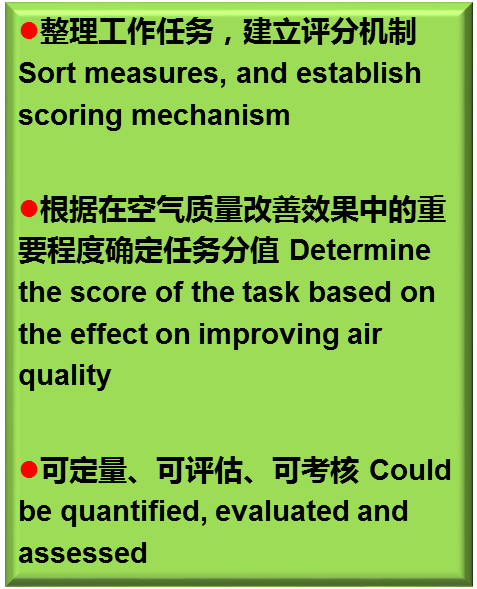 ●整理工作任务，建立评分机制
Sort measures, and establish
scoring mechanism
●根据在空气质量改善效果中的重
要程度确定任务分值 Determine
the score of the task based on
the effect on improving air
quality
●可定量、可评估、可考核 Could
be quantified, evaluated and
assessed